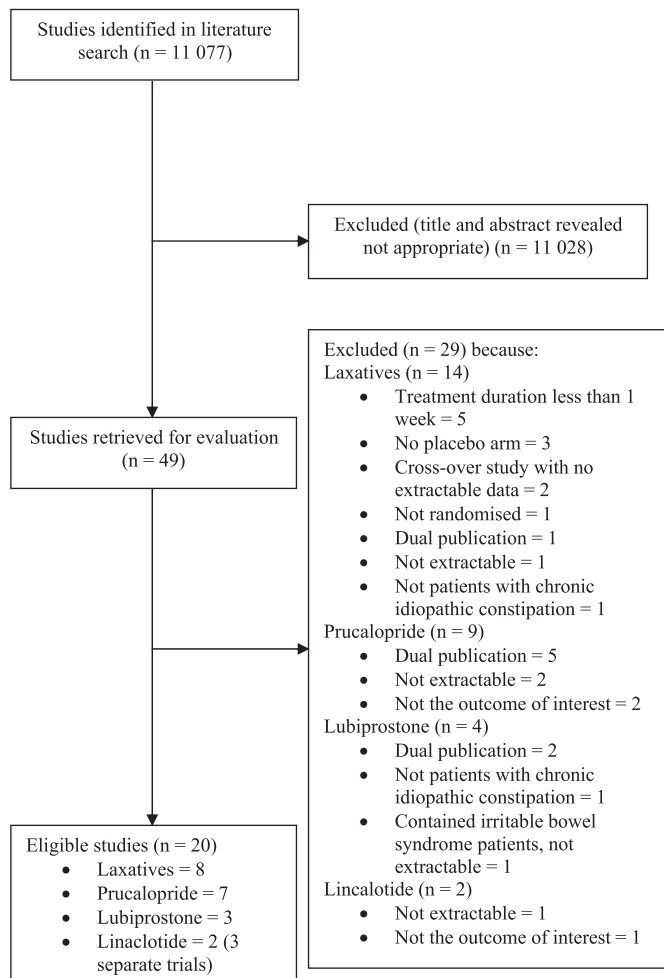 Studies identified in literature
search (n = 11 077)
Excluded (title and abstract revealed
not appropriate) (n = 11 028)
Studies retrieved for evaluation
(n = 49)
Excluded (n = 29) because:
Laxatives (n = 14)
• Treatment duration less than 1
week = 5
• No placebo arm = 3
• Cross-over study with no
extractable data = 2
• Not randomised = 1
• Dual publication = 1
• Not extractable = 1
• Not patients with chronic
idiopathic constipation = 1
Prucalopride (n = 9)
• Dual publication = 5
• Not extractable = 2
• Not the outcome of interest = 2
Lubiprostone (n = 4)
• Dual publication = 2
• Not patients with chronic
idiopathic constipation = 1
• Contained irritable bowel
syndrome patients, not
extractable = 1
Lincalotide (n = 2)
• Not extractable = 1
• Not the outcome of interest = 1
Eligible studies (n = 20)
• Laxatives = 8
• Prucalopride = 7
• Lubiprostone = 3
• Linaclotide = 2 (3
separate trials)